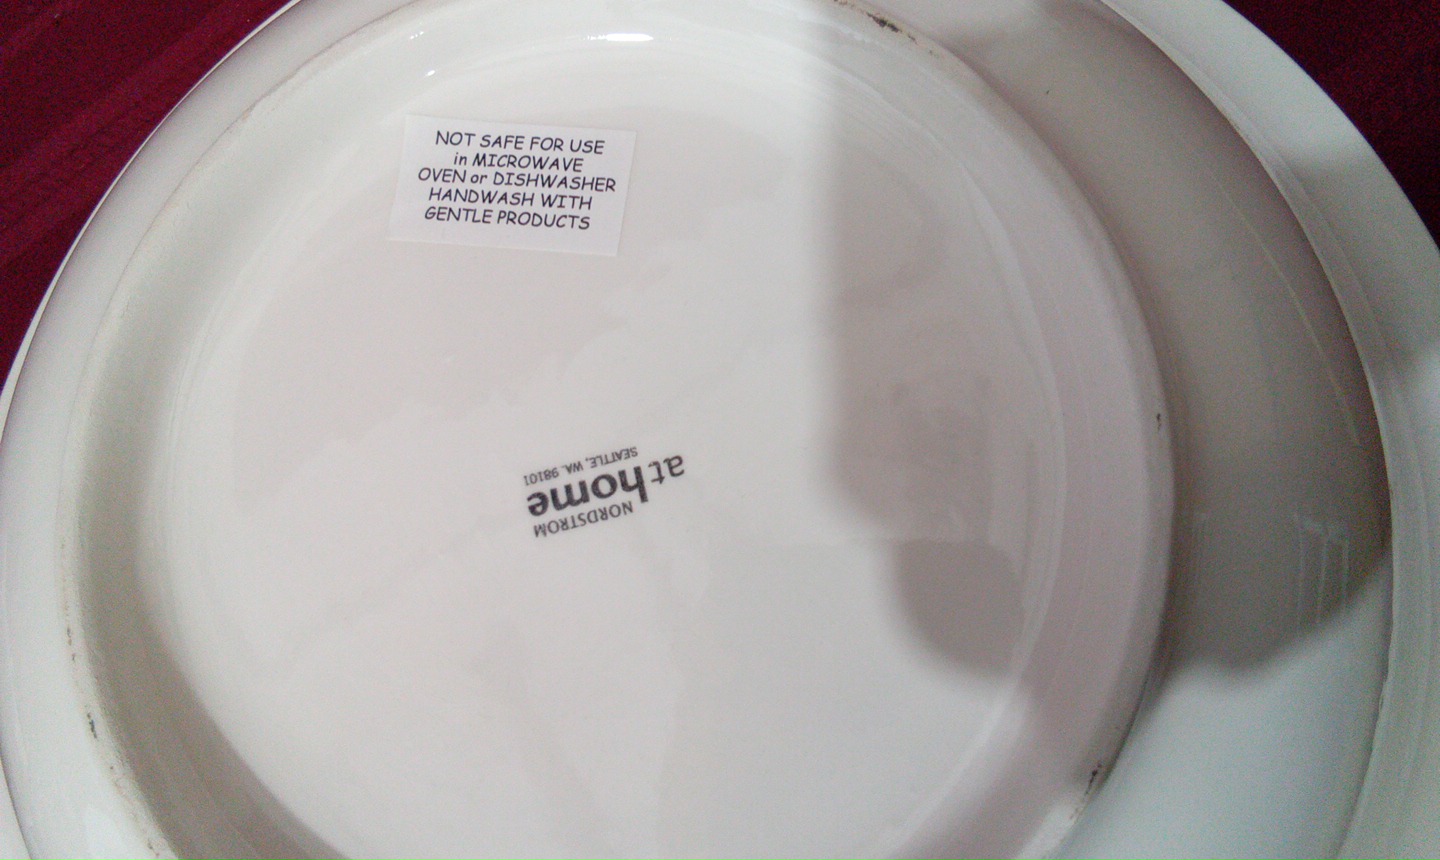 NOT SAFE FOR USE
in MICROWAVE
OVEN or DISHWASHER
HANDWASH WITH
GENTLE PRODUCTS
NORDSTROM
at home
SEATTLE, WA. 98101